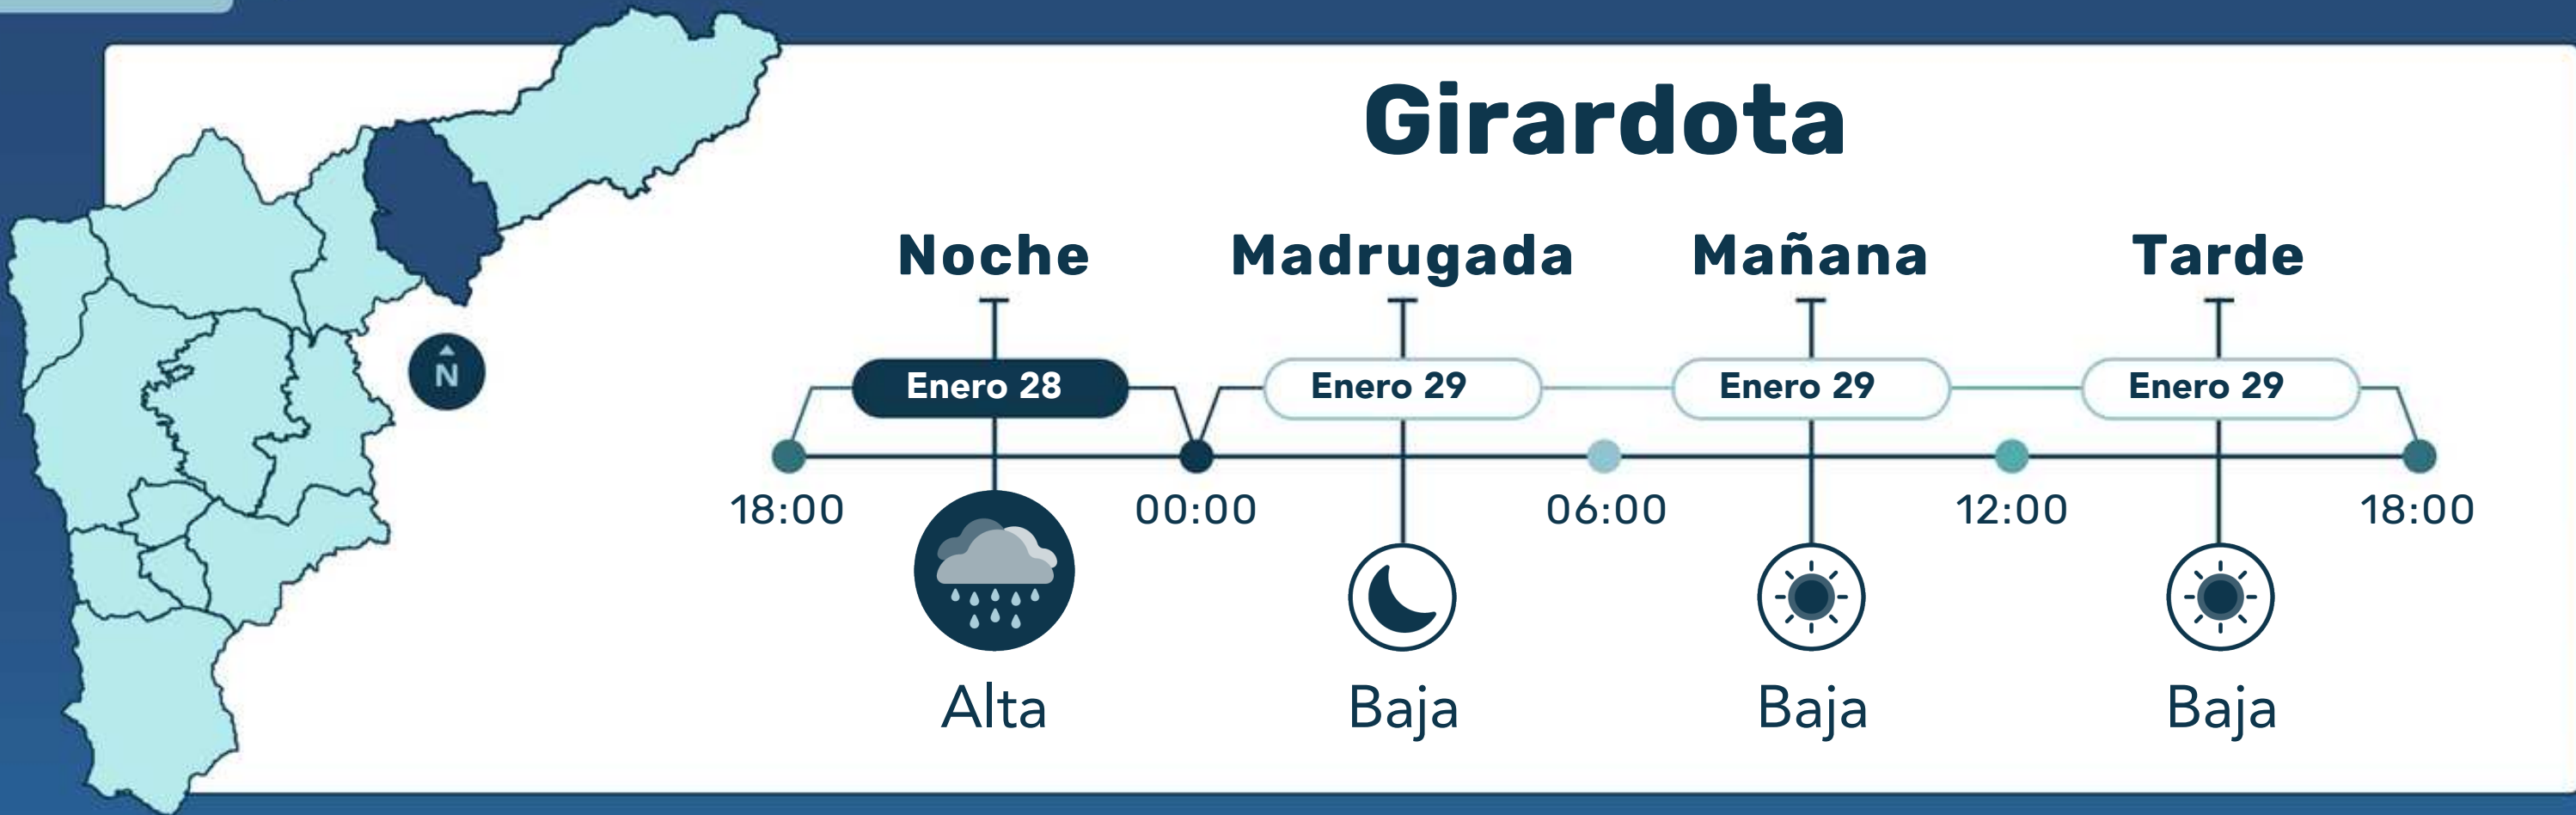 Girardota
Noche Madrugada Mañana Tarde
Enero 28 Enero 29 Enero 29 Enero 29
N
18:00 00:00 06:00 12:00 18:00
Alta Baja Baja Baja